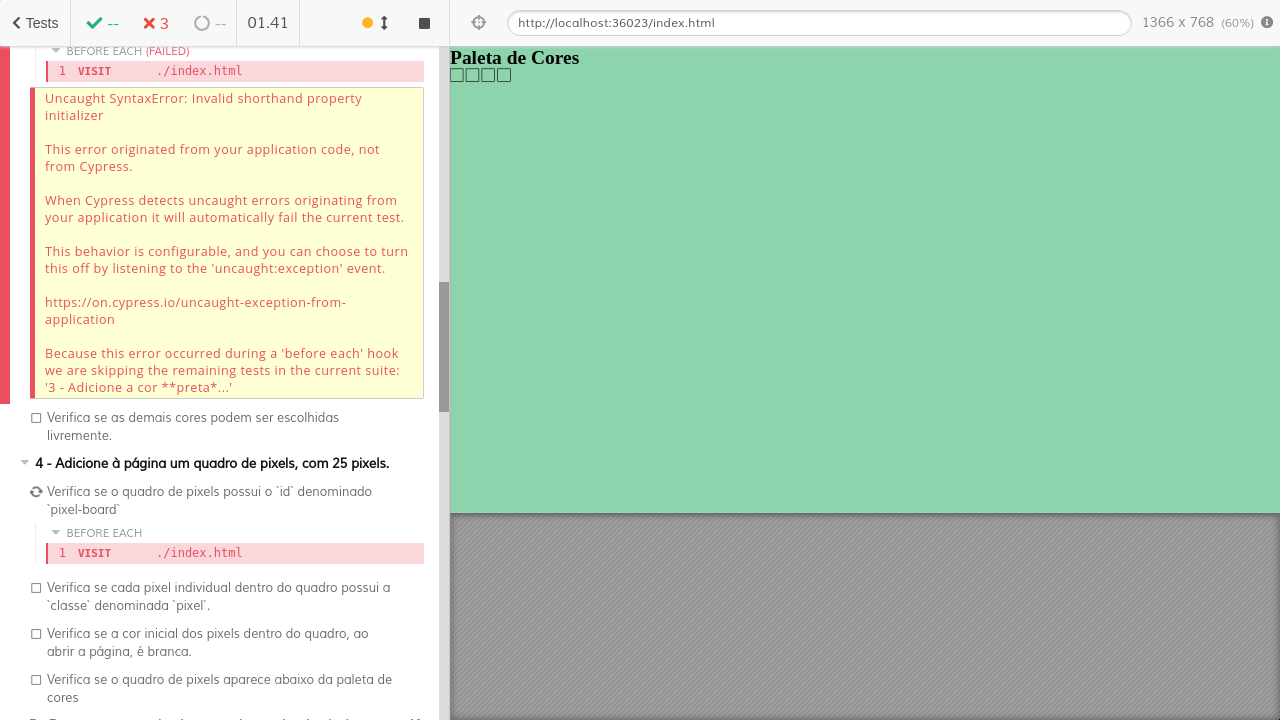 Tests
--
3
--
01.41
http://localhost:36023/index.html
1366 x 768 (60%)
BEFORE EACH (FAILED)
1 VISIT ./index.html
Uncaught SyntaxError: Invalid shorthand property
initializer
This error originated from your application code, not
from Cypress.
When Cypress detects uncaught errors originating from
your application it will automatically fail the current test.
This behavior is configurable, and you can choose to turn
this off by listening to the 'uncaught:exception' event.
https://on.cypress.io/uncaught-exception-from-
application
Because this error occurred during a 'before each' hook
we are skipping the remaining tests in the current suite:
'3 - Adicione a cor **preta*...'
Verifica se as demais cores podem ser escolhidas
livremente.
4 - Adicione à página um quadro de pixels, com 25 pixels.
Verifica se o quadro de pixels possui o `id` denominado
`pixel-board`
BEFORE EACH
1 VISIT ./index.html
Verifica se cada pixel individual dentro do quadro possui a
`classe` denominada `pixel`.
Verifica se a cor inicial dos pixels dentro do quadro, ao
abrir a página, é branca.
Verifica se o quadro de pixels aparece abaixo da paleta de
cores
Paleta de Cores